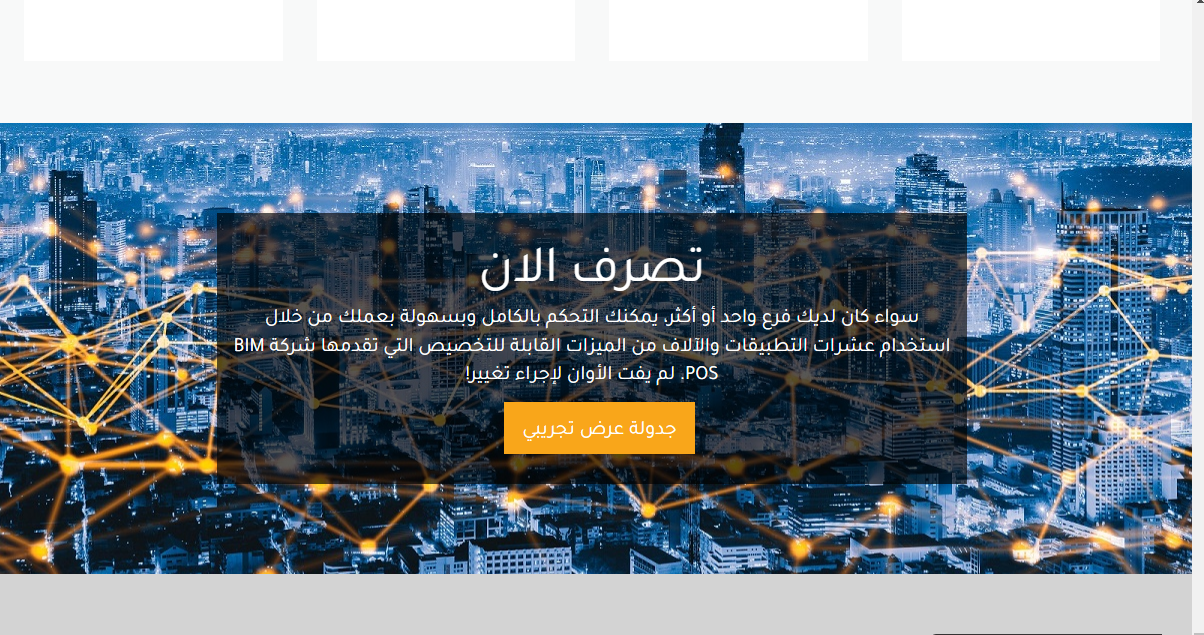 تصرف الان
سواء كان لديك فرع واحد أو أكثر، يمكنك التحكم بالكامل وبسهولة بعملك من خلال
استخدام عشرات التطبيقات والآلاف من الميزات القابلة للتخصيص التي تقدمها شركة BIM
POS. لم يفت الأوان لإجراء تغيير!
جدولة عرض تجريبي